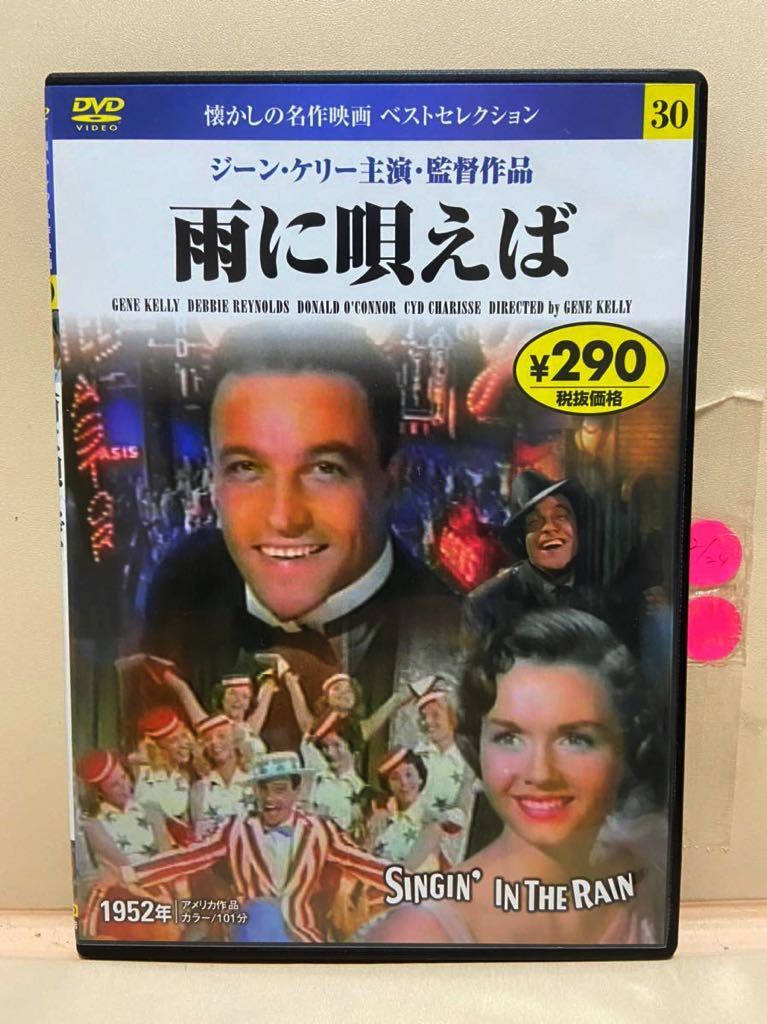 DVD
VIDEO
懐かしの名作映画 ベストセレクション
30
ジーン・ケリー主演・監督作品
雨に唄えば
GENE KELLY DEBBIE REYNOLDS DONALD O'CONNOR CYD CHARISSE DIRECTED by GENE KELLY
¥290
税抜価格
ASIS
SINGIN' IN THE RAIN
1952年
アメリカ作品
カラー/101分